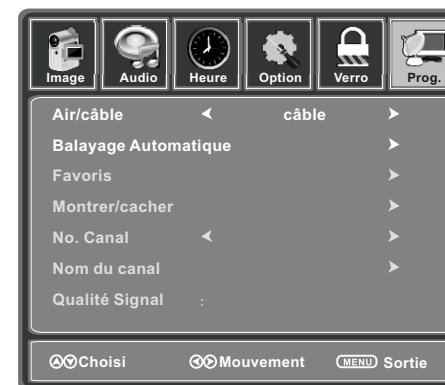 Image Audio Heure Option Verro Prog.
Air/câble câble
Balayage Automatique
Favoris
Montrer/cacher
No. Canal
Nom du canal
Qualité Signal :
Choisi Mouvement MENU Sortie